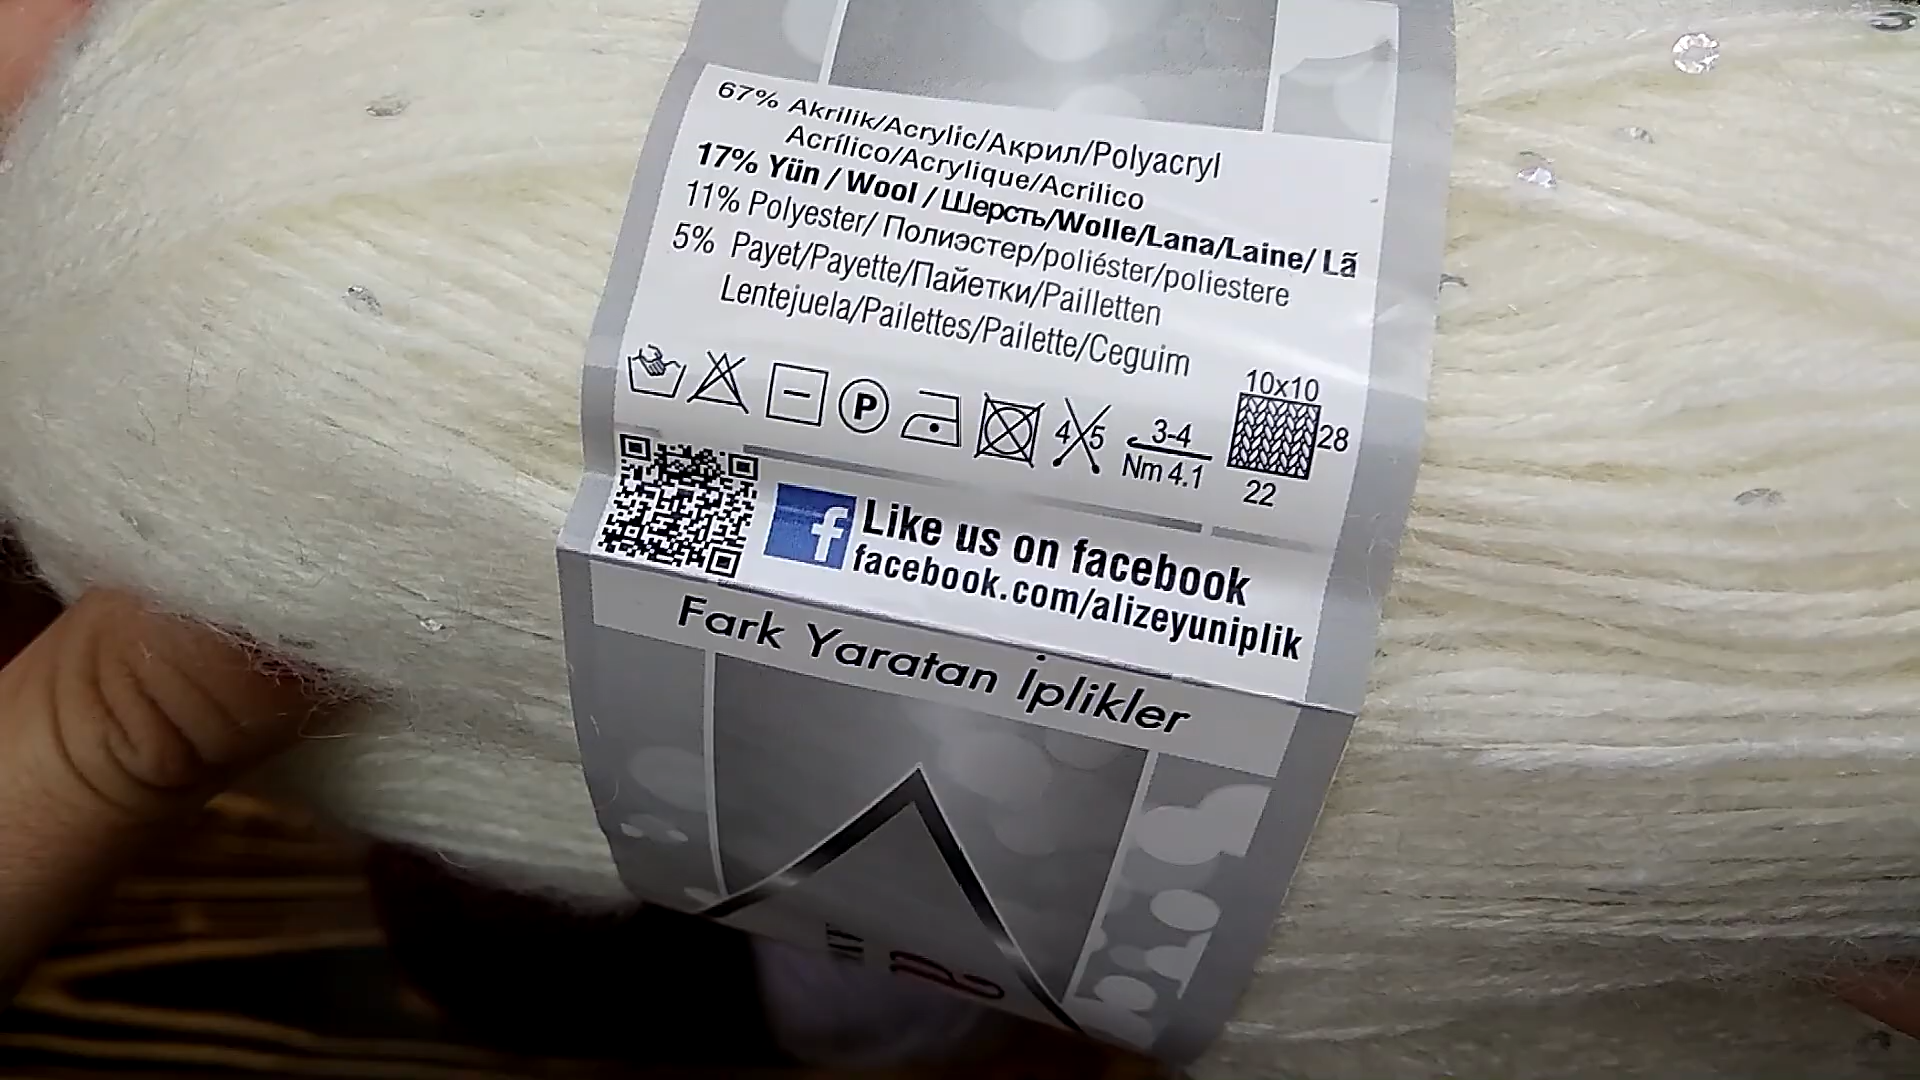 67% Akrilik/Acrylic/Акрил/Polyacryl
Acrílico/Acrylique/Acrilico
17% Yün / Wool / Шерсть/Wolle/Lana/Laine/ Lã
11% Polyester/ Полиэстер/poliéster/poliestere
5% Payet/Payette/Пайетки/Pailletten
Lentejuela/Pailettes/Pailette/Ceguim
P
4 5
3-4
Nm 4.1
10x10
28
22
f Like us on facebook
facebook.com/alizeyuniplik
Fark Yaratan İplikler